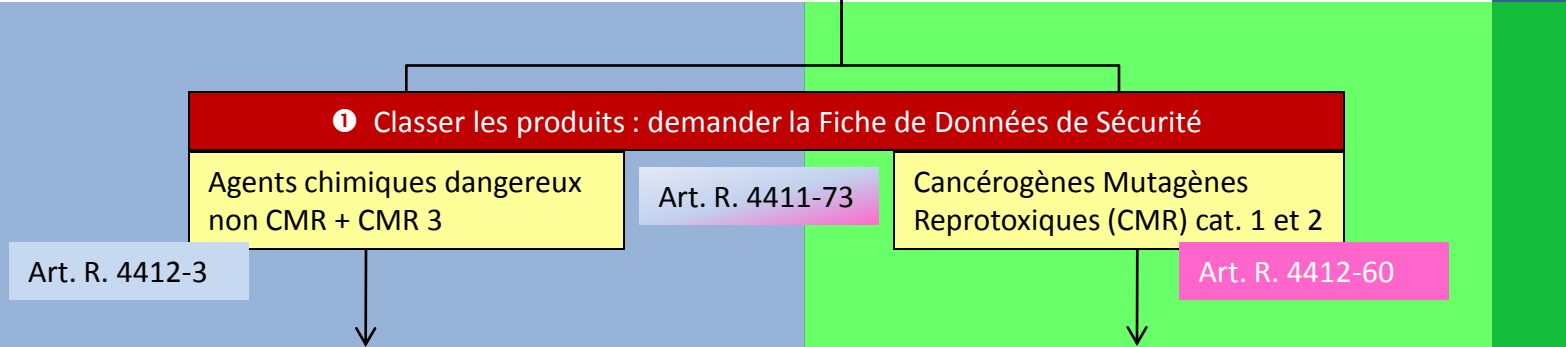 ❶ Classer les produits : demander la Fiche de Données de Sécurité
Agents chimiques dangereux
non CMR + CMR 3
Art. R. 4411-73
Cancérogènes Mutagènes
Reprotoxiques (CMR) cat. 1 et 2
Art. R. 4412-3
Art. R. 4412-60